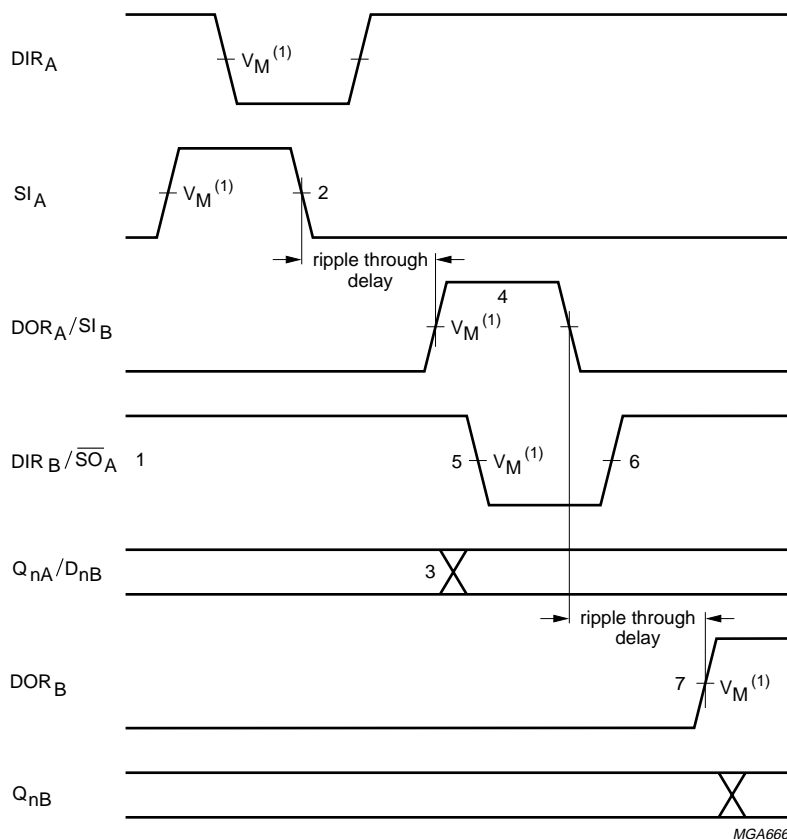 DIRA
VM(1)
SIA
VM(1)
2
ripple through
delay
4
DORA/SIB
VM(1)
DIRB/SOA
1
5
VM(1)
6
QnA/DnB
3
ripple through
delay
DORB
7
VM(1)
QnB
MGA666